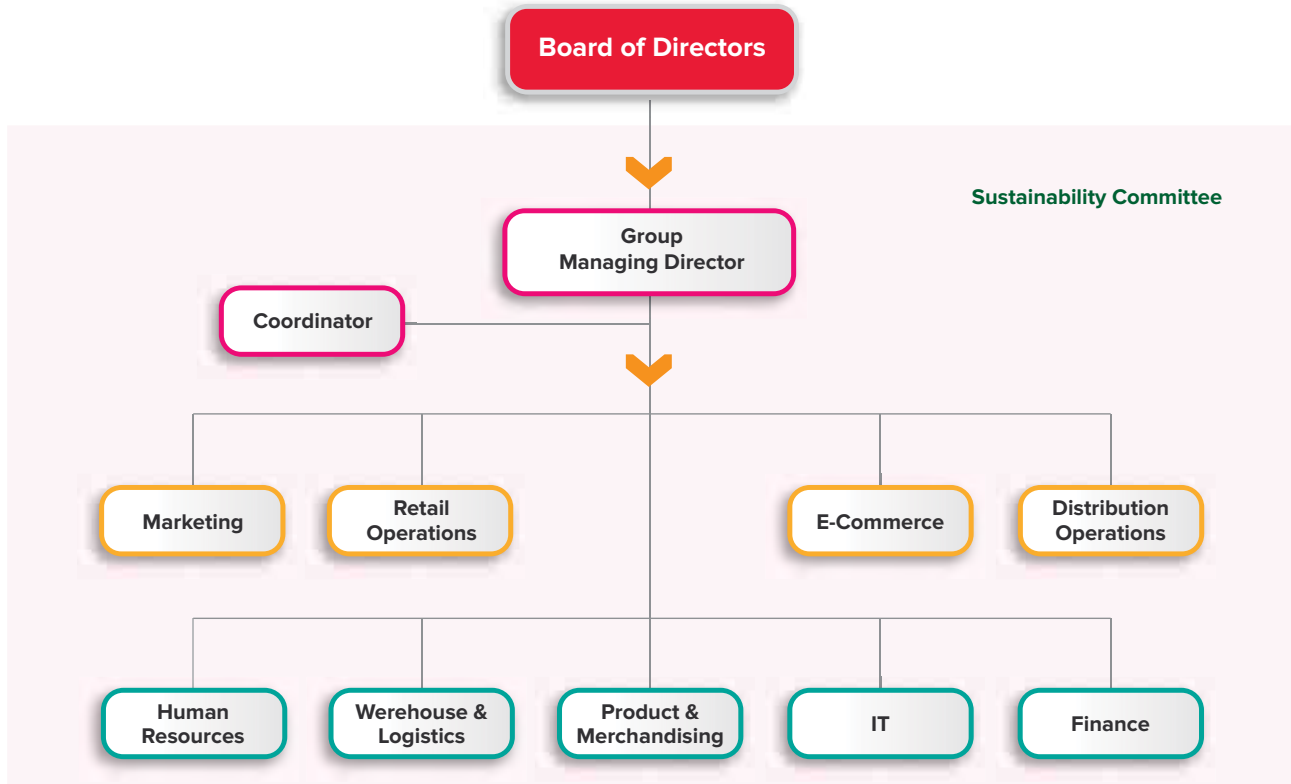 Board of Directors
Sustainability Committee
Group
Managing Director
Coordinator
Marketing
Retail
Operations
E-Commerce
Distribution
Operations
Human
Resources
Werehouse &
Logistics
Product &
Merchandising
IT
Finance